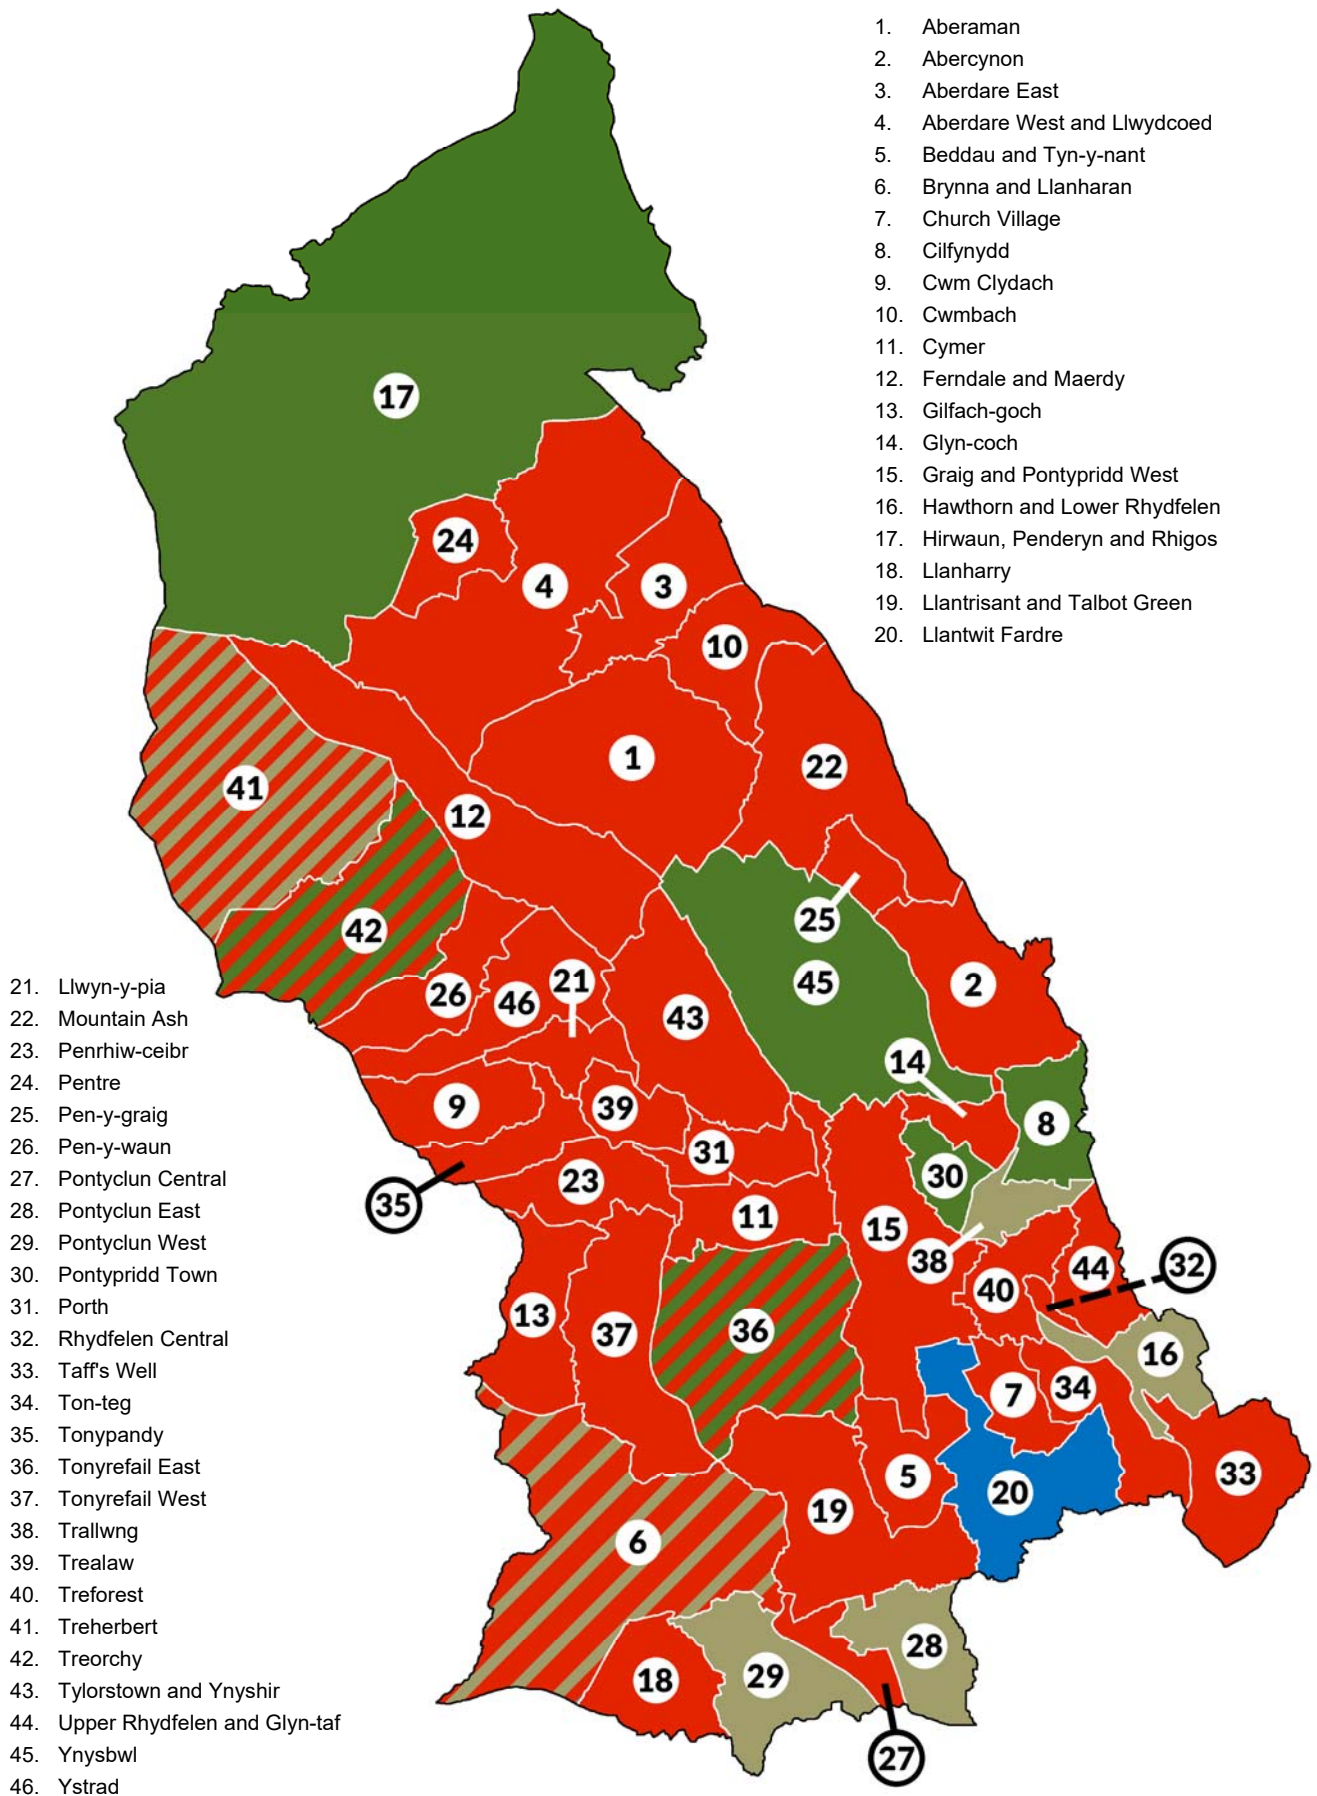 1. Aberaman
2. Abercynon
3. Aberdare East
4. Aberdare West and Llwydcoed
5. Beddau and Tyn-y-nant
6. Brynna and Llanharan
7. Church Village
8. Cilfynydd
9. Cwm Clydach
10. Cwmbach
11. Cymer
12. Ferndale and Maerdy
13. Gilfach-goch
14. Glyn-coch
15. Graig and Pontypridd West
16. Hawthorn and Lower Rhydfelen
17. Hirwaun, Penderyn and Rhigos
18. Llanharry
19. Llantrisant and Talbot Green
20. Llantwit Fardre
17
24
4
3
10
1
22
41
12
25
42
45
2
26
46
21
43
14
9
39
8
31
30
35
23
11
15
38
44
32
40
13
37
36
16
7
34
5
33
20
19
6
28
29
18
27
21. Llwyn-y-pia
22. Mountain Ash
23. Penrhiw-ceibr
24. Pentre
25. Pen-y-graig
26. Pen-y-waun
27. Pontyclun Central
28. Pontyclun East
29. Pontyclun West
30. Pontypridd Town
31. Porth
32. Rhydfelen Central
33. Taff's Well
34. Ton-teg
35. Tonypandy
36. Tonyrefail East
37. Tonyrefail West
38. Trallwng
39. Trealaw
40. Treforest
41. Treherbert
42. Treorchy
43. Tylorstown and Ynyshir
44. Upper Rhydfelen and Glyn-taf
45. Ynysbwl
46. Ystrad